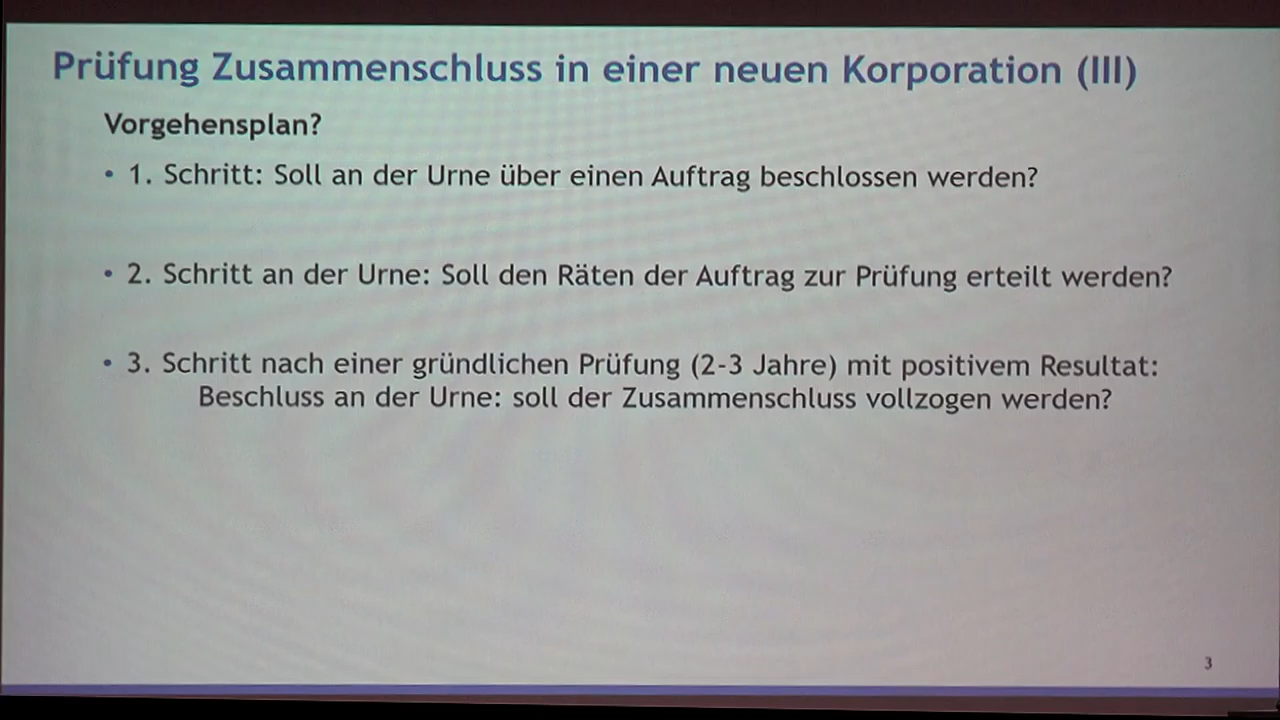 Prüfung Zusammenschluss in einer neuen Korporation (III)
Vorgehensplan?
• 1. Schritt: Soll an der Urne über einen Auftrag beschlossen werden?
• 2. Schritt an der Urne: Soll den Räten der Auftrag zur Prüfung erteilt werden?
• 3. Schritt nach einer gründlichen Prüfung (2-3 Jahre) mit positivem Resultat:
Beschluss an der Urne: soll der Zusammenschluss vollzogen werden?
3